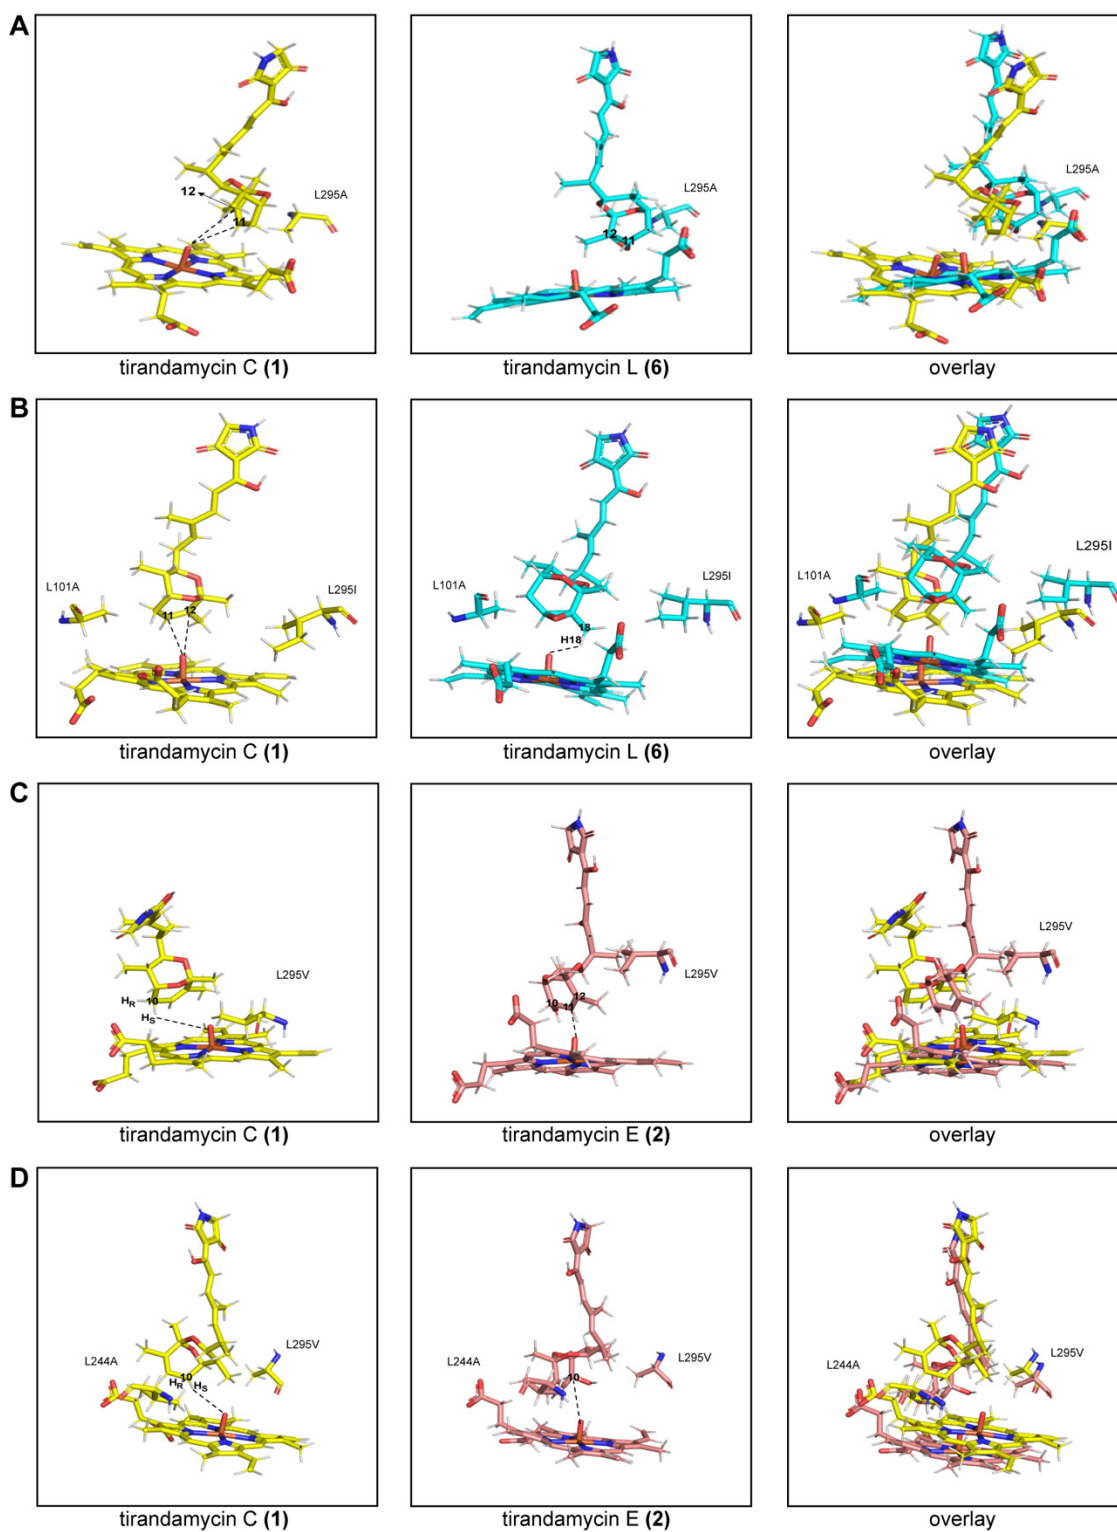 A
12
11
L295A
12
11
L295A
L295A
tirandamycin C (1)
tirandamycin L (6)
overlay
B
L101A
11
12
L295I
L101A
18
H18
L295I
L101A
L295I
tirandamycin C (1)
tirandamycin L (6)
overlay
C
HR 10
HS
L295V
10
11
12
L295V
L295V
tirandamycin C (1)
tirandamycin E (2)
overlay
D
L244A
HR
10
HS
L295V
L244A
10
L295V
L244A
L295V
tirandamycin C (1)
tirandamycin E (2)
overlay